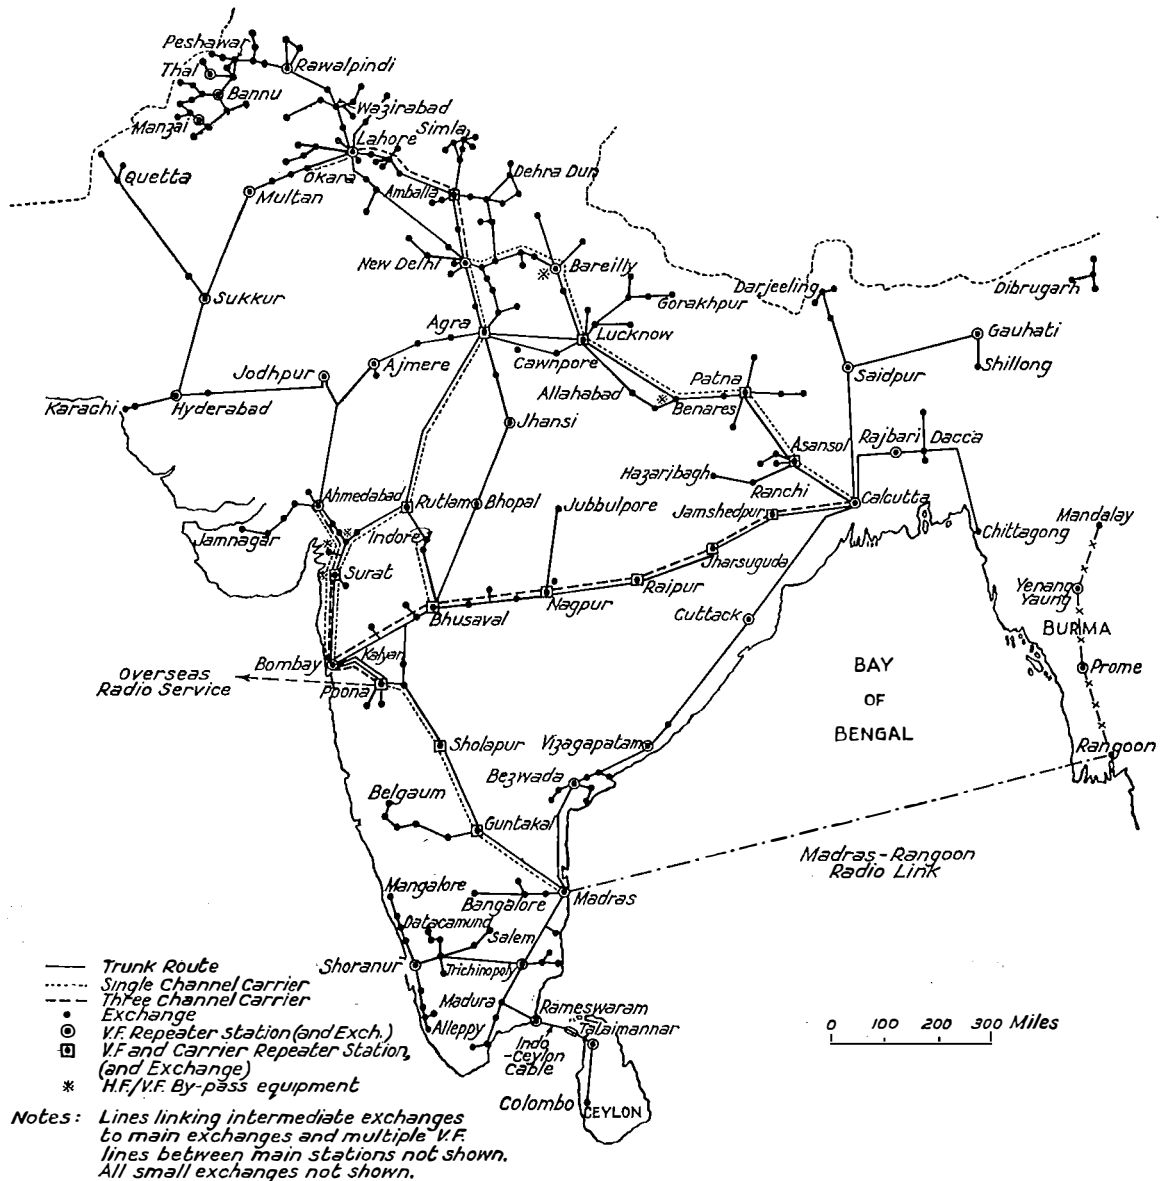 Peshawar
Thal
Rawalpindi
Bannu
Wazirabad
Manzai
Lahore
Simla
Quetta
Okara
Dehra Dun
Multan
Amballa
New Delhi
Bareilly
Sukkur
Darjeeling
Dibrugarh
Gorakhpur
Agra
Lucknow
Gauhati
Cawnpore
Ajmere
Jodhpur
Patna
Saidpur
Shillong
Allahabad
Karachi
Hyderabad
Benares
Jhansi
Asansol
Rajbari
Dacca
Hazaribagh
Ranchi
Ahmedabad
Rutlam
Bhopal
Jubbulpore
Calcutta
Jamshedpur
Mandalay
Jamnagar
Indore
Chittagong
Jharsuguda
Surat
Raipur
Yenang
Yaung
Nagpur
Bhusaval
Cuttack
BURMA
Kalyan
Bombay
BAY
OF
BENGAL
Prome
Overseas
Radio Service
Poona
Sholapur
Vizagapatam
Rangoon
Bezwada
Belgaum
Guntakal
Madras-Rangoon
Radio Link
Mangalore
Bangalore
Madras
Datacamund
Salem
Shoranur
Trichinopoly
Madura
Rameswaram
Alleppy
Talaimannar
Indo
-Ceylon
Cable
Colombo
CEYLON
0 100 200 300 Miles
Trunk Route
Single Channel Carrier
Three Channel Carrier
Exchange
V.F. Repeater Station (and Exch.)
V.F and Carrier Repeater Station,
(and Exchange)
H.F./V.F. By-pass equipment
Notes: Lines linking intermediate exchanges
to main exchanges and multiple V.F.
lines between main stations not shown.
All small exchanges not shown.